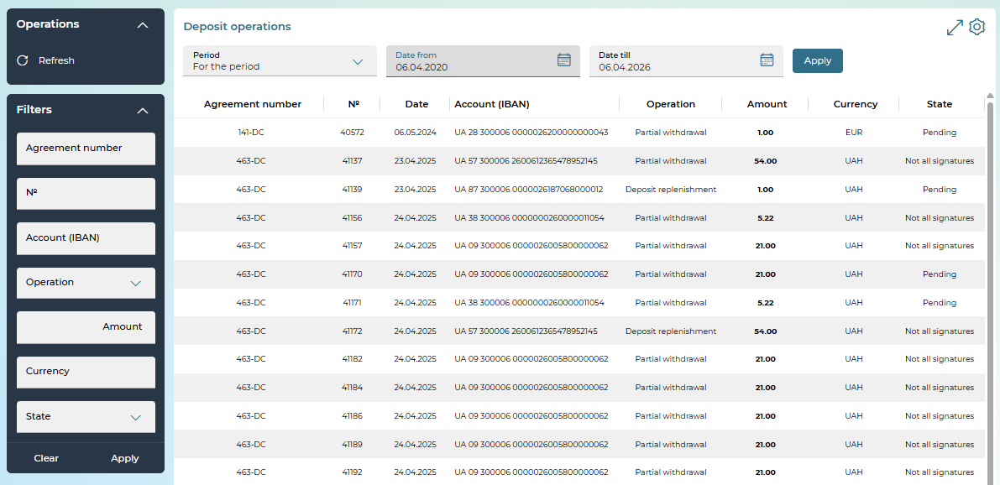 Operations
Refresh
Filters
Agreement number
№
Account (IBAN)
Operation
Amount
Currency
State
Clear Apply
Deposit operations
Period
For the period
Date from
06.04.2020
Date till
06.04.2026
Apply
Agreement number № Date Account (IBAN) Operation Amount Currency State
141-DC 40572 06.05.2024 UA 28 300006 0000026200000000043 Partial withdrawal 1.00 EUR Pending
463-DC 41137 23.04.2025 UA 57 300006 2600612365478952145 Partial withdrawal 54.00 UAH Not all signatures
463-DC 41139 23.04.2025 UA 87 300006 0000026187068000012 Deposit replenishment 1.00 UAH Pending
463-DC 41156 24.04.2025 UA 38 300006 0000000260000011054 Partial withdrawal 5.22 UAH Not all signatures
463-DC 41157 24.04.2025 UA 09 300006 0000026005800000062 Partial withdrawal 21.00 UAH Not all signatures
463-DC 41170 24.04.2025 UA 09 300006 0000026005800000062 Partial withdrawal 21.00 UAH Pending
463-DC 41171 24.04.2025 UA 38 300006 0000000260000011054 Partial withdrawal 5.22 UAH Pending
463-DC 41172 24.04.2025 UA 57 300006 2600612365478952145 Deposit replenishment 54.00 UAH Not all signatures
463-DC 41182 24.04.2025 UA 09 300006 0000026005800000062 Partial withdrawal 21.00 UAH Not all signatures
463-DC 41184 24.04.2025 UA 09 300006 0000026005800000062 Partial withdrawal 21.00 UAH Not all signatures
463-DC 41186 24.04.2025 UA 09 300006 0000026005800000062 Partial withdrawal 21.00 UAH Not all signatures
463-DC 41189 24.04.2025 UA 09 300006 0000026005800000062 Partial withdrawal 21.00 UAH Not all signatures
463-DC 41192 24.04.2025 UA 09 300006 0000026005800000062 Partial withdrawal 21.00 UAH Not all signatures